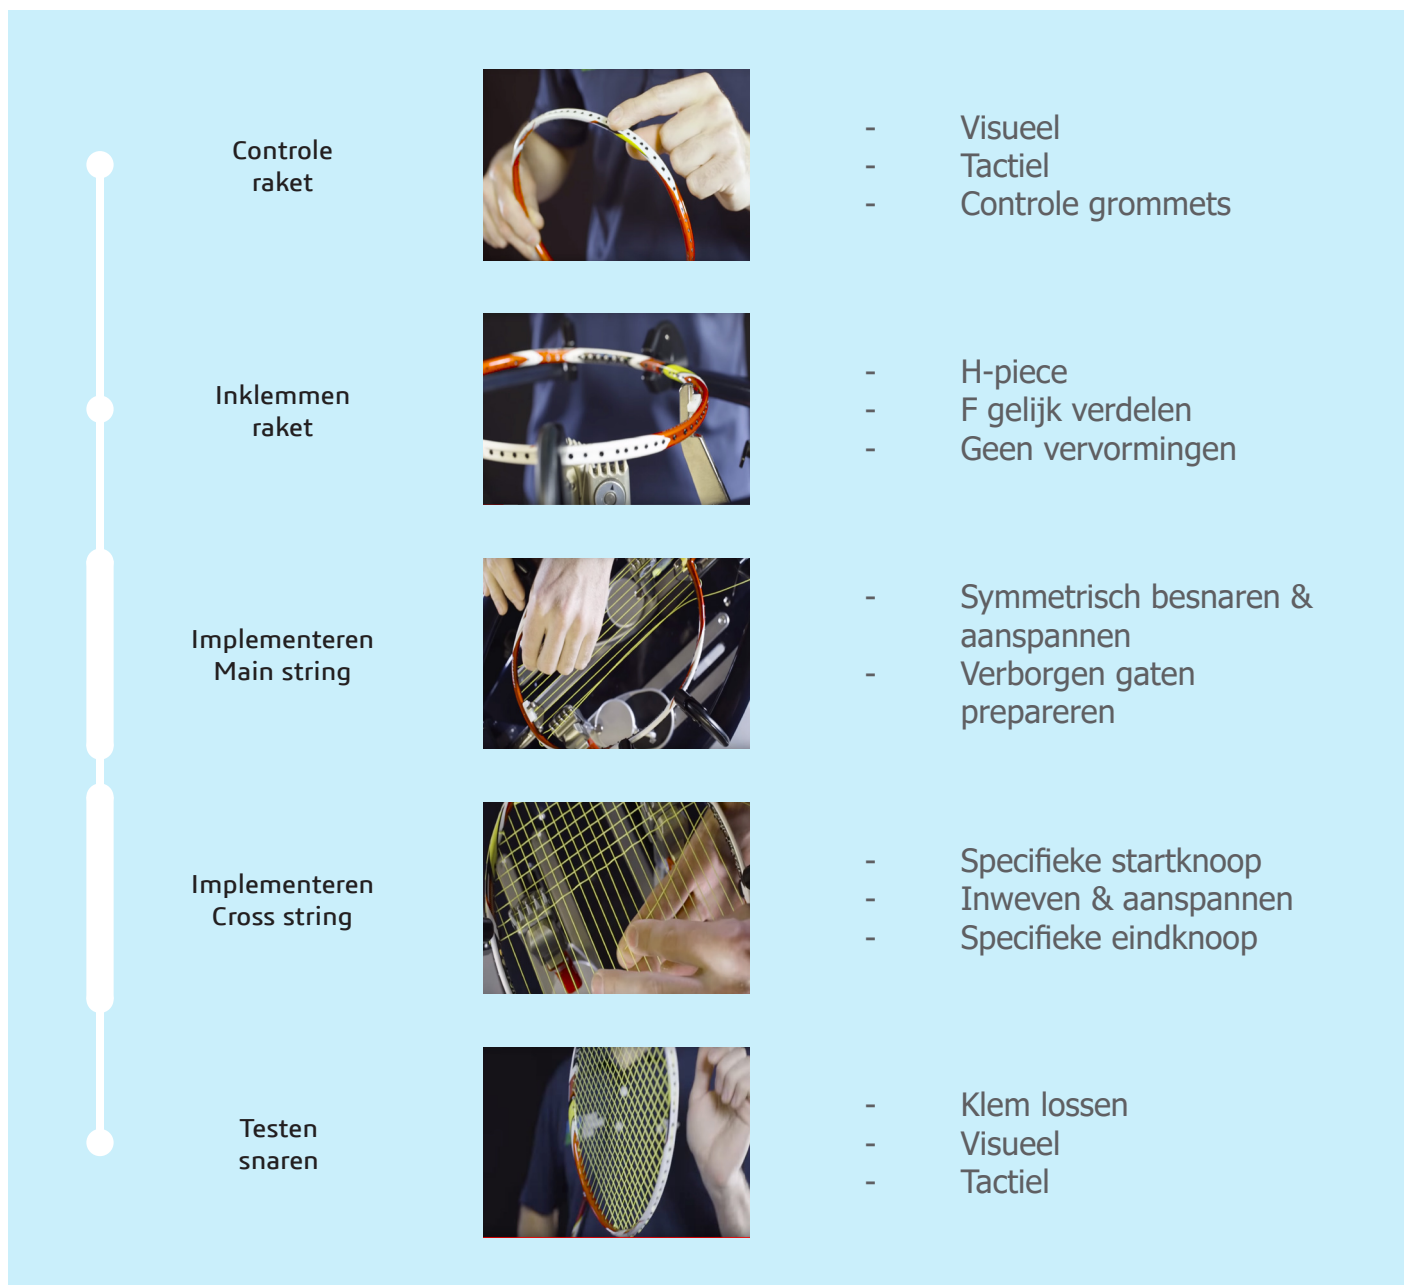 Controle
raket
- Visueel
- Tactiel
- Controle grommets
Inklemmen
raket
- H-piece
- F gelijk verdelen
- Geen vervormingen
Implementeren
Main string
- Symmetrisch besnaren &
aanspannen
- Verborgen gaten
prepareren
Implementeren
Cross string
- Specifieke startknoop
- Inweven & aanspannen
- Specifieke eindknoop
Testen
snaren
- Klem lossen
- Visueel
- Tactiel